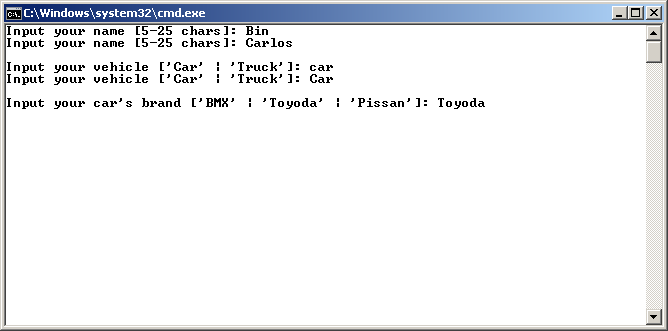 C:\Windows\system32\cmd.exe
Input your name [5-25 chars]: Bin
Input your name [5-25 chars]: Carlos
Input your vehicle ['Car' | 'Truck']: car
Input your vehicle ['Car' | 'Truck']: Car
Input your car's brand ['BMX' | 'Toyoda' | 'Pissan']: Toyoda